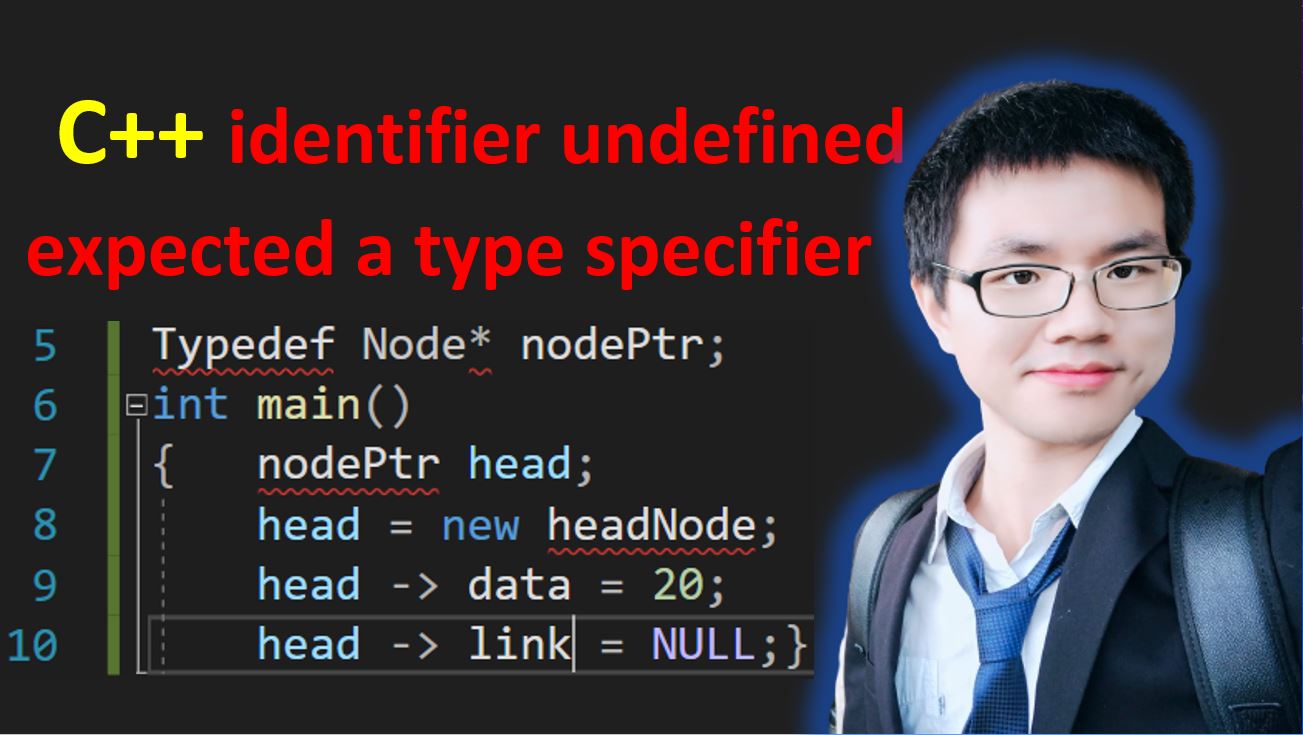 C++ identifier undefined
expected a type specifier
5 Typedef Node* nodePtr;
6 int main()
7 { nodePtr head;
8 head = new headNode;
9 head -> data = 20;
10 head -> link = NULL;}